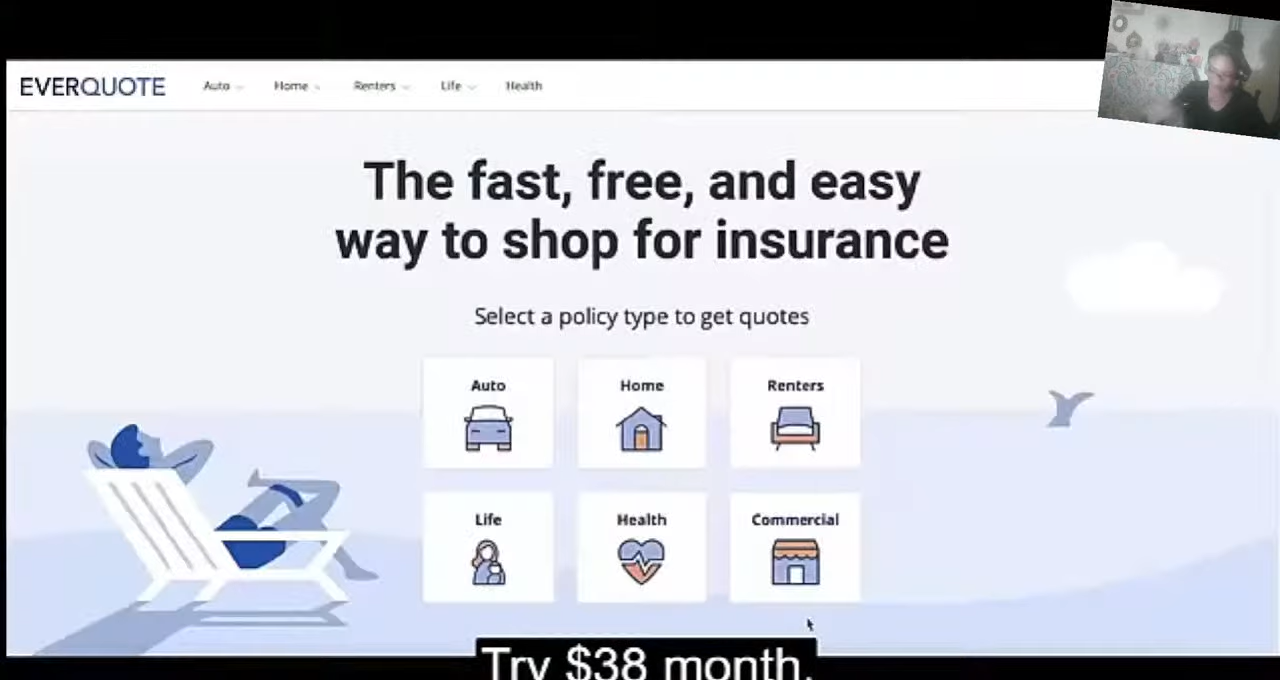 EVERQUOTE
Auto
Home
Renters
Life
Health
The fast, free, and easy
way to shop for insurance
Select a policy type to get quotes
Auto
Home
Renters
Life
Health
Commercial
Try $38 month.